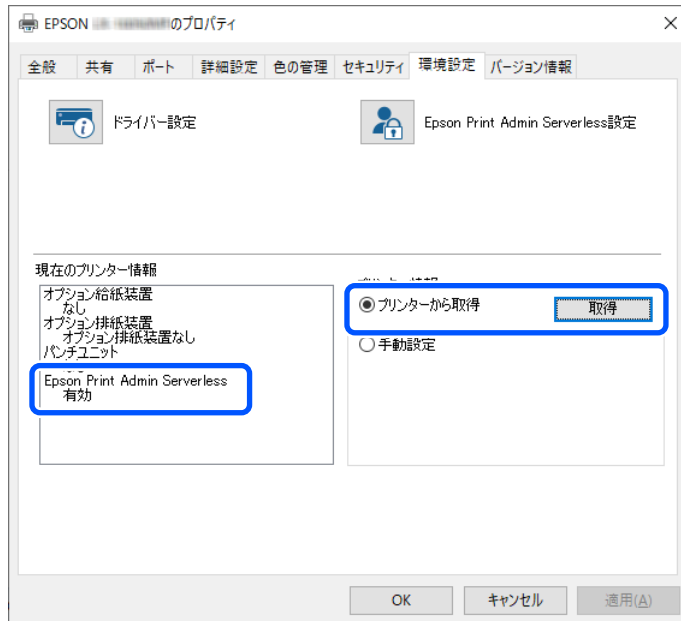 EPSON のプロパティ
全般 共有 ポート 詳細設定 色の管理 セキュリティ 環境設定 バージョン情報
ドライバー設定
Epson Print Admin Serverless設定
現在のプリンター情報
オプション給紙装置
なし
オプション排紙装置
オプション排紙装置なし
パンチユニット
Epson Print Admin Serverless
有効
プリンターから取得
取得
手動設定
OK キャンセル 適用(A)